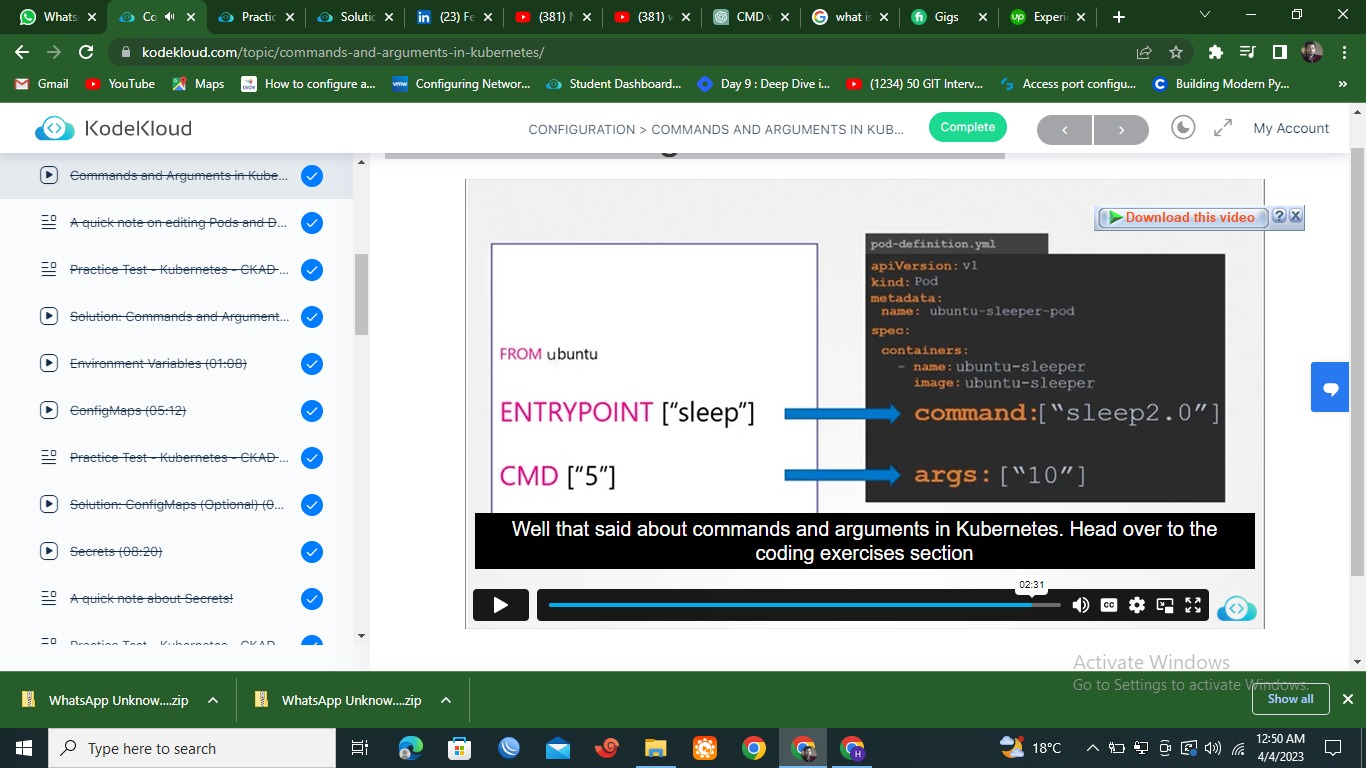 Whats
Co
Practic
Solutic
(23) Fe
(381) N
(381) v
CMD v
what is
Gigs
Experi
kodekloud.com/topic/commands-and-arguments-in-kubernetes/
Gmail
YouTube
Maps
How to configure a...
Configuring Networ...
Student Dashboard...
Day 9 : Deep Dive i...
(1234) 50 GIT Interv...
Access port configu...
Building Modern Py...
»
KodeKloud
CONFIGURATION > COMMANDS AND ARGUMENTS IN KUB...
Complete
My Account
Commands and Arguments in Kube...
A quick note on editing Pods and D...
Practice Test - Kubernetes - CKAD ...
Solution: Commands and Argument...
Environment Variables (01:08)
ConfigMaps (05:12)
Practice Test - Kubernetes - CKAD ...
Solution: ConfigMaps (Optional) (0...
Secrets (08:20)
A quick note about Secrets!
Practice Test - Kubernetes - CKAD
Download this video
?
X
FROM ubuntu
ENTRYPOINT ["sleep"]
CMD ["5"]
pod-definition.yml
apiVersion: v1
kind: Pod
metadata:
name: ubuntu-sleeper-pod
spec:
containers:
- name: ubuntu-sleeper
image: ubuntu-sleeper
command:["sleep2.0"]
args: ["10"]
Well that said about commands and arguments in Kubernetes. Head over to the
coding exercises section
02:31
CC
Activate Windows
Go to Settings to activate Windows.
WhatsApp Unknow....zip
WhatsApp Unknow....zip
Show all
Type here to search
18°C
12:50 AM
4/4/2023